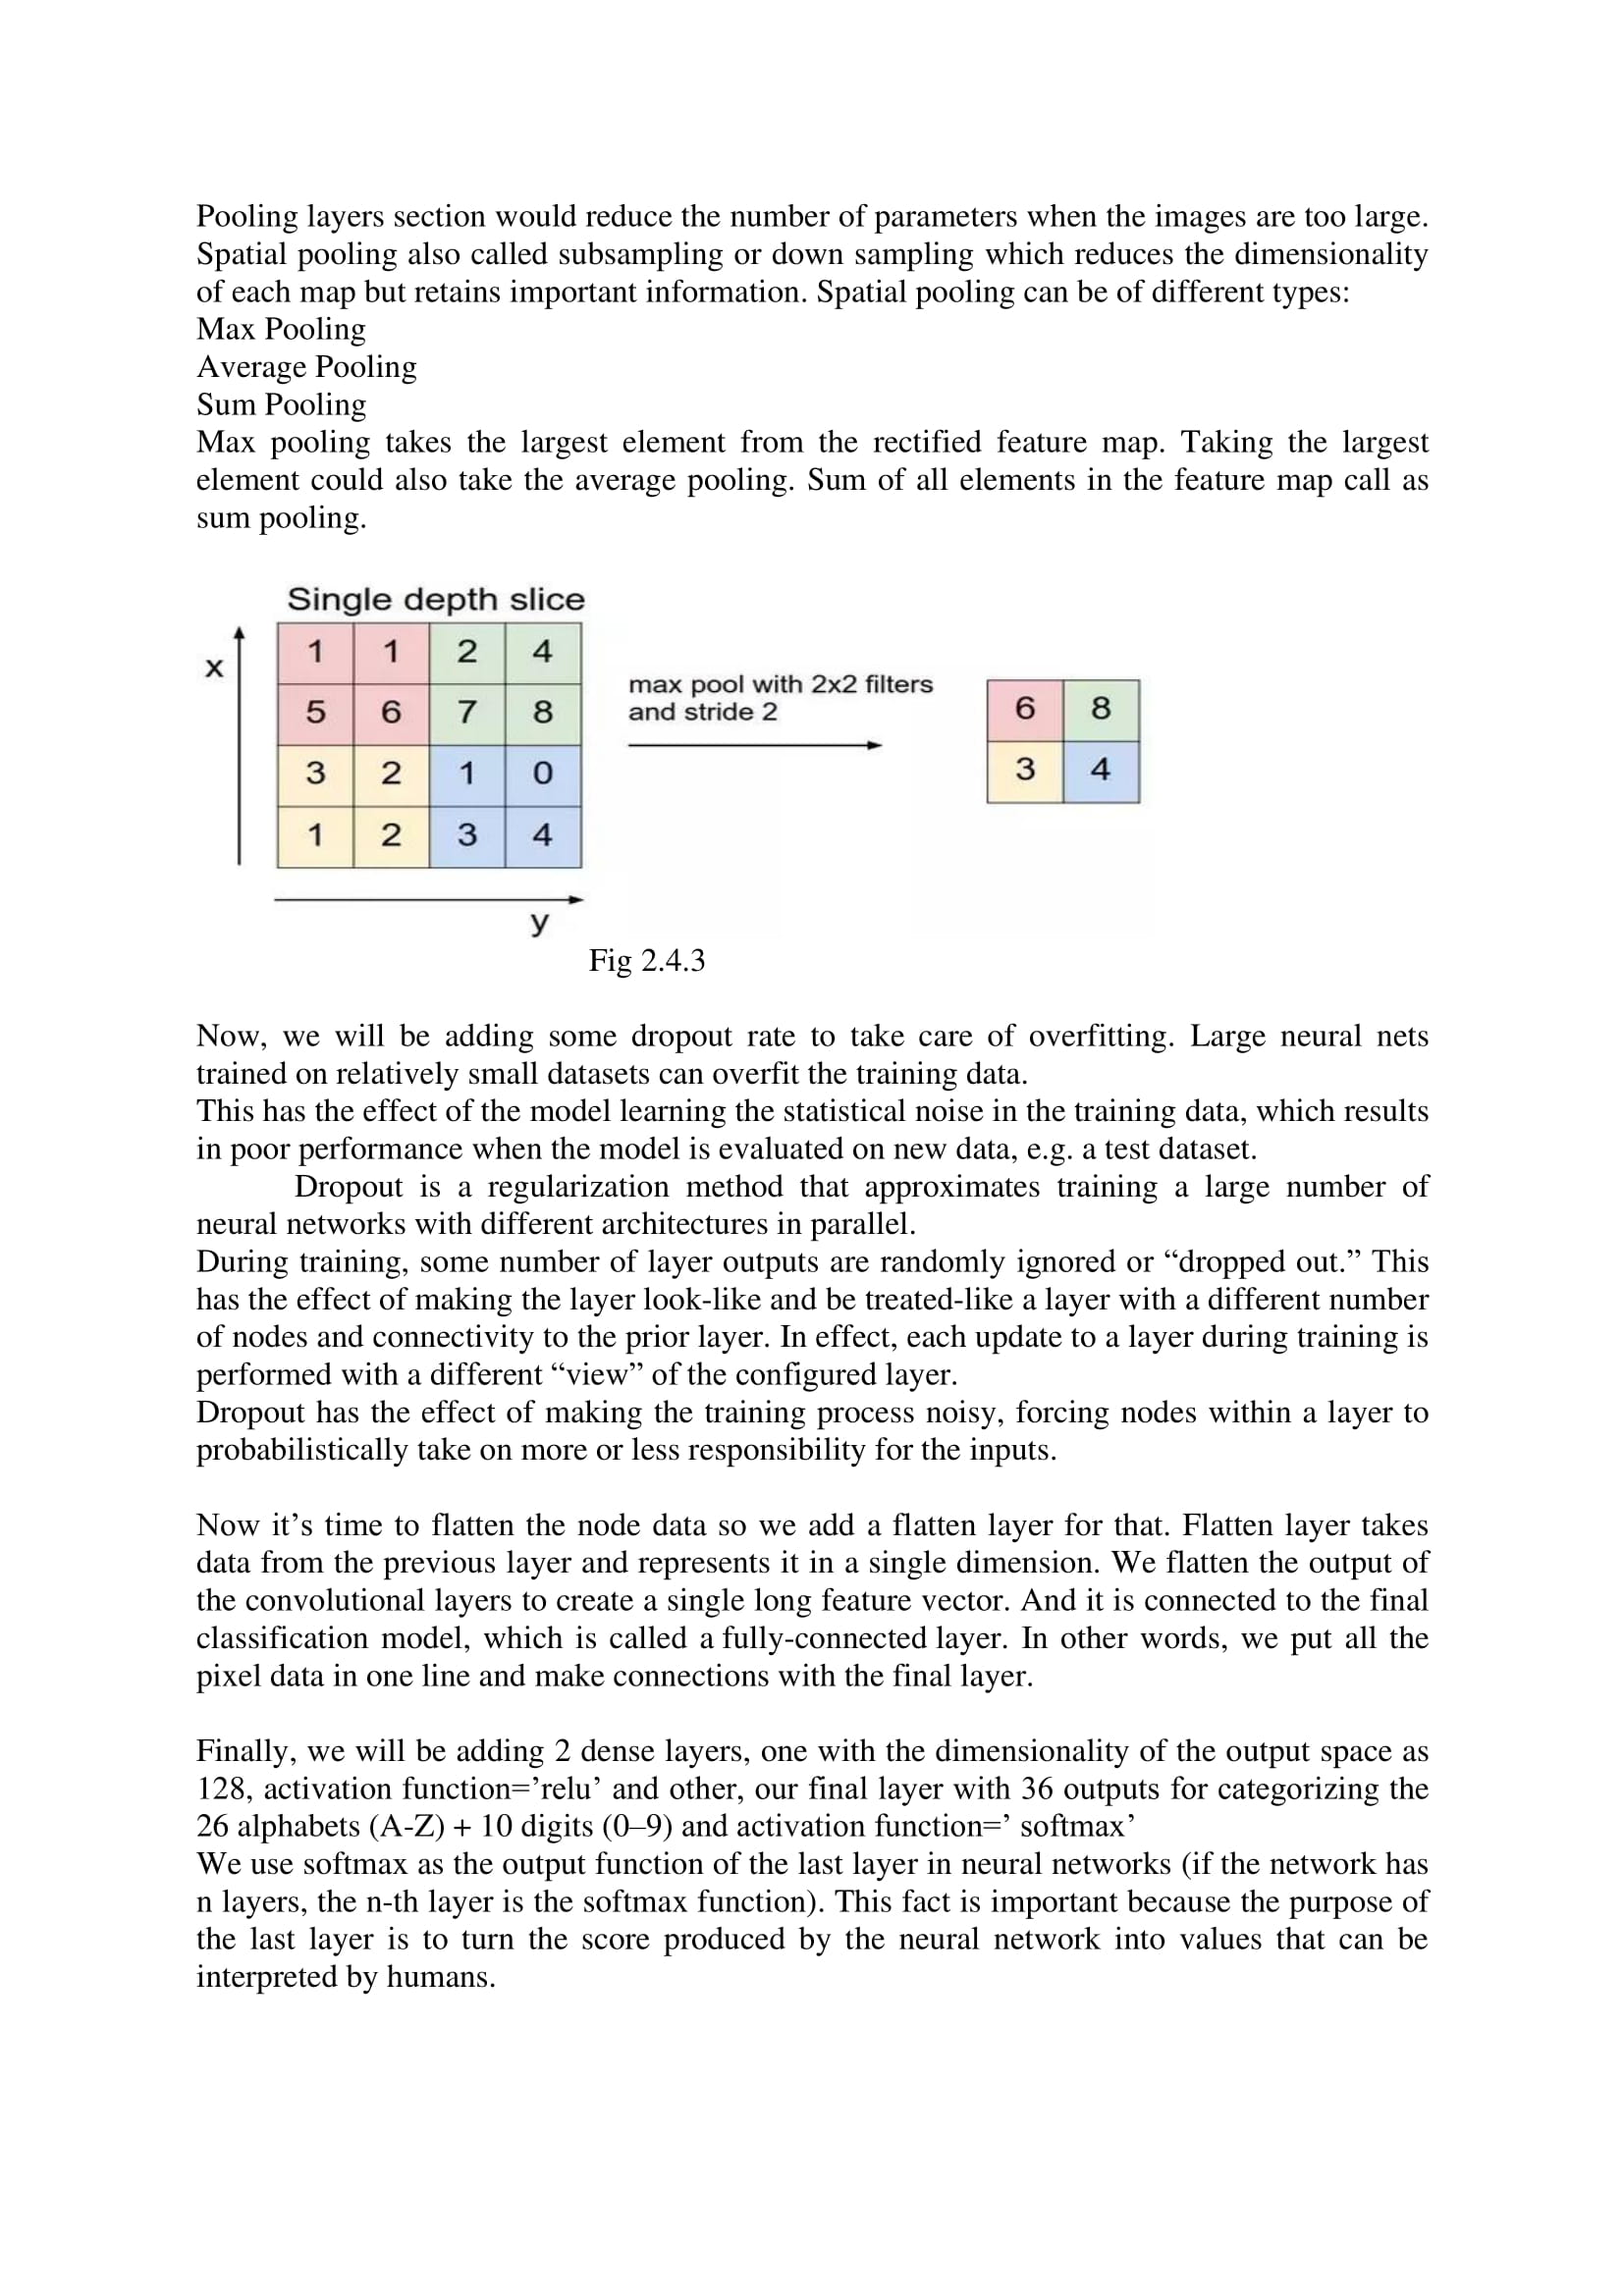 Pooling layers section would reduce the number of parameters when the images are too large.
Spatial pooling also called subsampling or down sampling which reduces the dimensionality
of each map but retains important information. Spatial pooling can be of different types:
Max Pooling
Average Pooling
Sum Pooling
Max pooling takes the largest element from the rectified feature map. Taking the largest
element could also take the average pooling. Sum of all elements in the feature map call as
sum pooling.
Single depth slice
x
1 1 2 4
5 6 7 8
3 2 1 0
1 2 3 4
y
max pool with 2x2 filters
and stride 2
6 8
3 4
Fig 2.4.3
Now, we will be adding some dropout rate to take care of overfitting. Large neural nets
trained on relatively small datasets can overfit the training data.
This has the effect of the model learning the statistical noise in the training data, which results
in poor performance when the model is evaluated on new data, e.g. a test dataset.
Dropout is a regularization method that approximates training a large number of
neural networks with different architectures in parallel.
During training, some number of layer outputs are randomly ignored or “dropped out.” This
has the effect of making the layer look-like and be treated-like a layer with a different number
of nodes and connectivity to the prior layer. In effect, each update to a layer during training is
performed with a different “view” of the configured layer.
Dropout has the effect of making the training process noisy, forcing nodes within a layer to
probabilistically take on more or less responsibility for the inputs.
Now it’s time to flatten the node data so we add a flatten layer for that. Flatten layer takes
data from the previous layer and represents it in a single dimension. We flatten the output of
the convolutional layers to create a single long feature vector. And it is connected to the final
classification model, which is called a fully-connected layer. In other words, we put all the
pixel data in one line and make connections with the final layer.
Finally, we will be adding 2 dense layers, one with the dimensionality of the output space as
128, activation function=’relu’ and other, our final layer with 36 outputs for categorizing the
26 alphabets (A-Z) + 10 digits (0–9) and activation function=’ softmax’
We use softmax as the output function of the last layer in neural networks (if the network has
n layers, the n-th layer is the softmax function). This fact is important because the purpose of
the last layer is to turn the score produced by the neural network into values that can be
interpreted by humans.